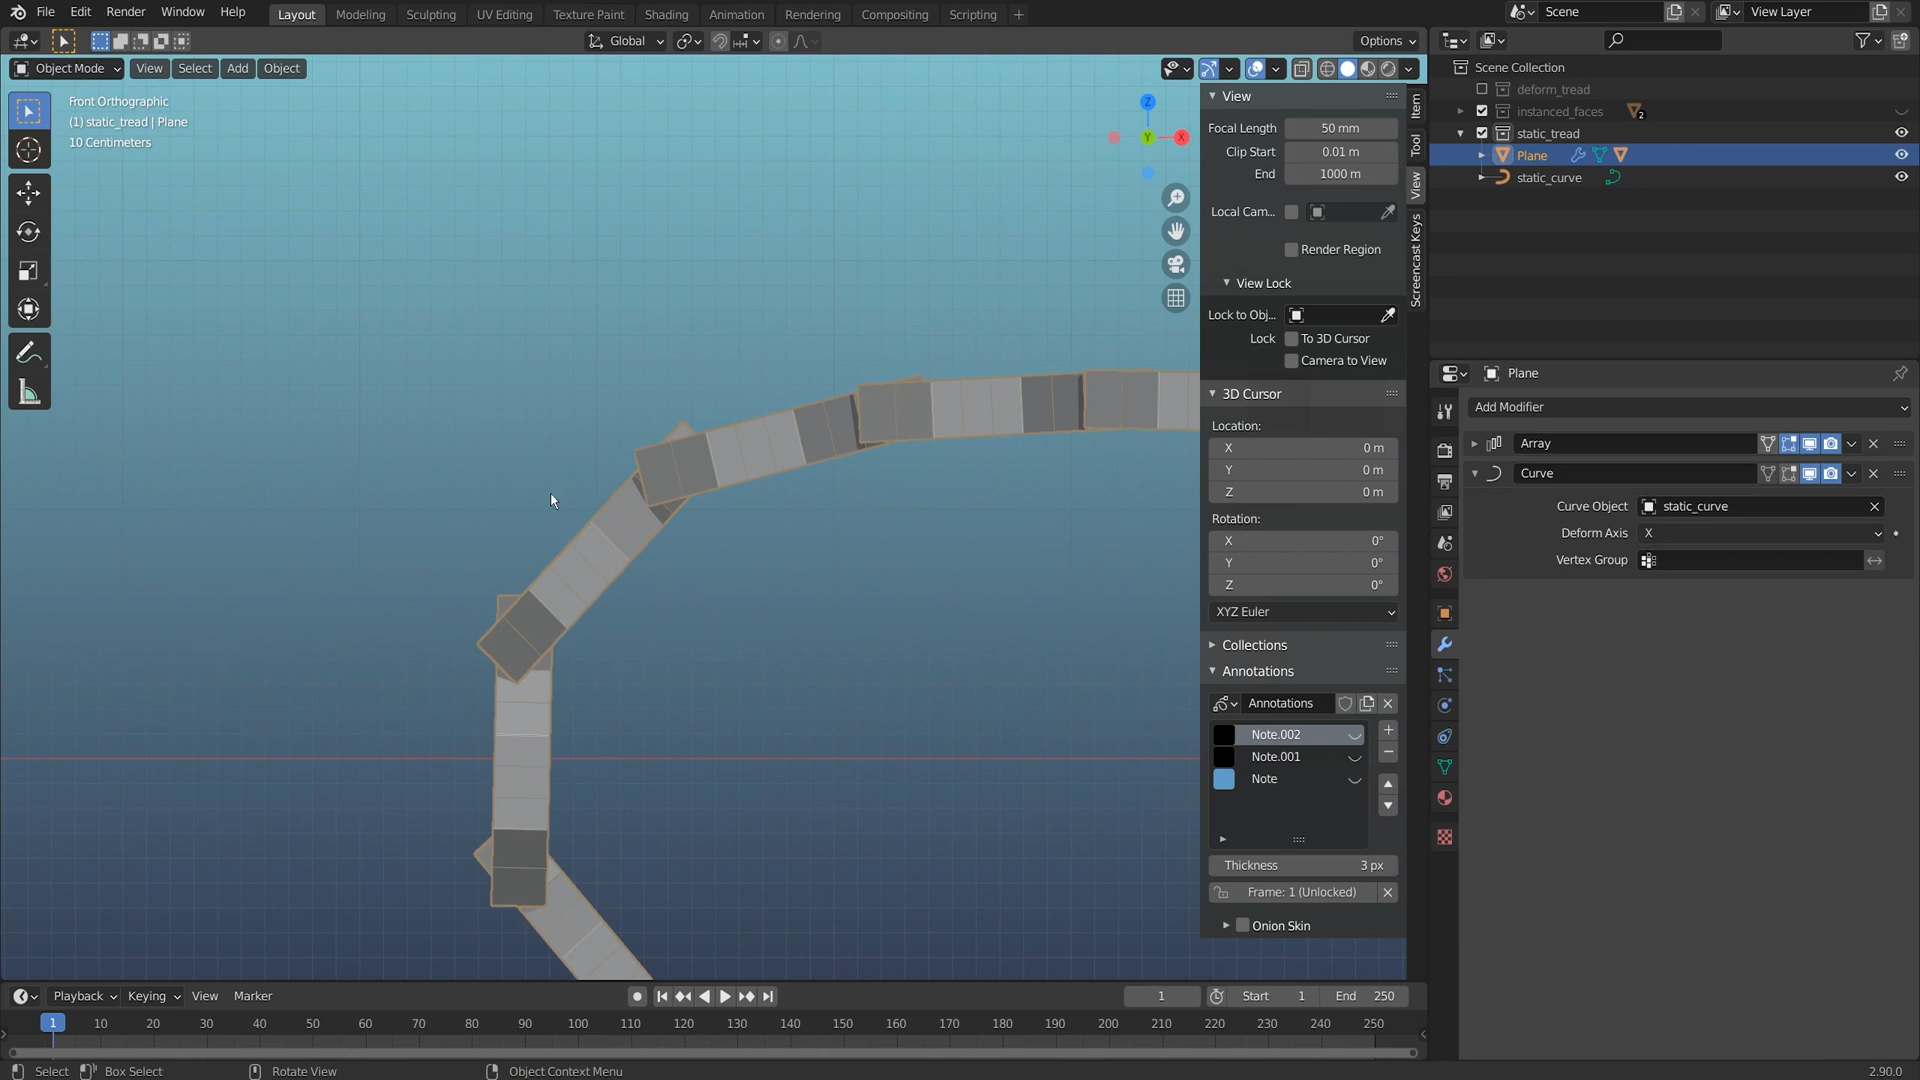 File Edit Render Window Help
Layout Modeling Sculpting UV Editing Texture Paint Shading Animation Rendering Compositing Scripting +
Scene
View Layer
Global
Options
Object Mode View Select Add Object
Front Orthographic
(1) static_tread | Plane
10 Centimeters
Z
Y
X
View
Focal Length 50 mm
Clip Start 0.01 m
End 1000 m
Local Cam...
Render Region
View Lock
Lock to Obj...
Lock To 3D Cursor
Camera to View
3D Cursor
Location:
X 0 m
Y 0 m
Z 0 m
Rotation:
X 0°
Y 0°
Z 0°
XYZ Euler
Collections
Annotations
Annotations
Note.002
Note.001
Note
Thickness 3 px
Frame: 1 (Unlocked)
Onion Skin
Item
Tool
View
Screencast Keys
Scene Collection
deform_tread
instanced_faces 2
static_tread
Plane
static_curve
Plane
Add Modifier
Array
Curve
Curve Object static_curve
Deform Axis X
Vertex Group
Playback Keying View Marker
1
Start 1
End 250
1 10 20 30 40 50 60 70 80 90 100 110 120 130 140 150 160 170 180 190 200 210 220 230 240 250
Select Box Select Rotate View Object Context Menu 2.90.0